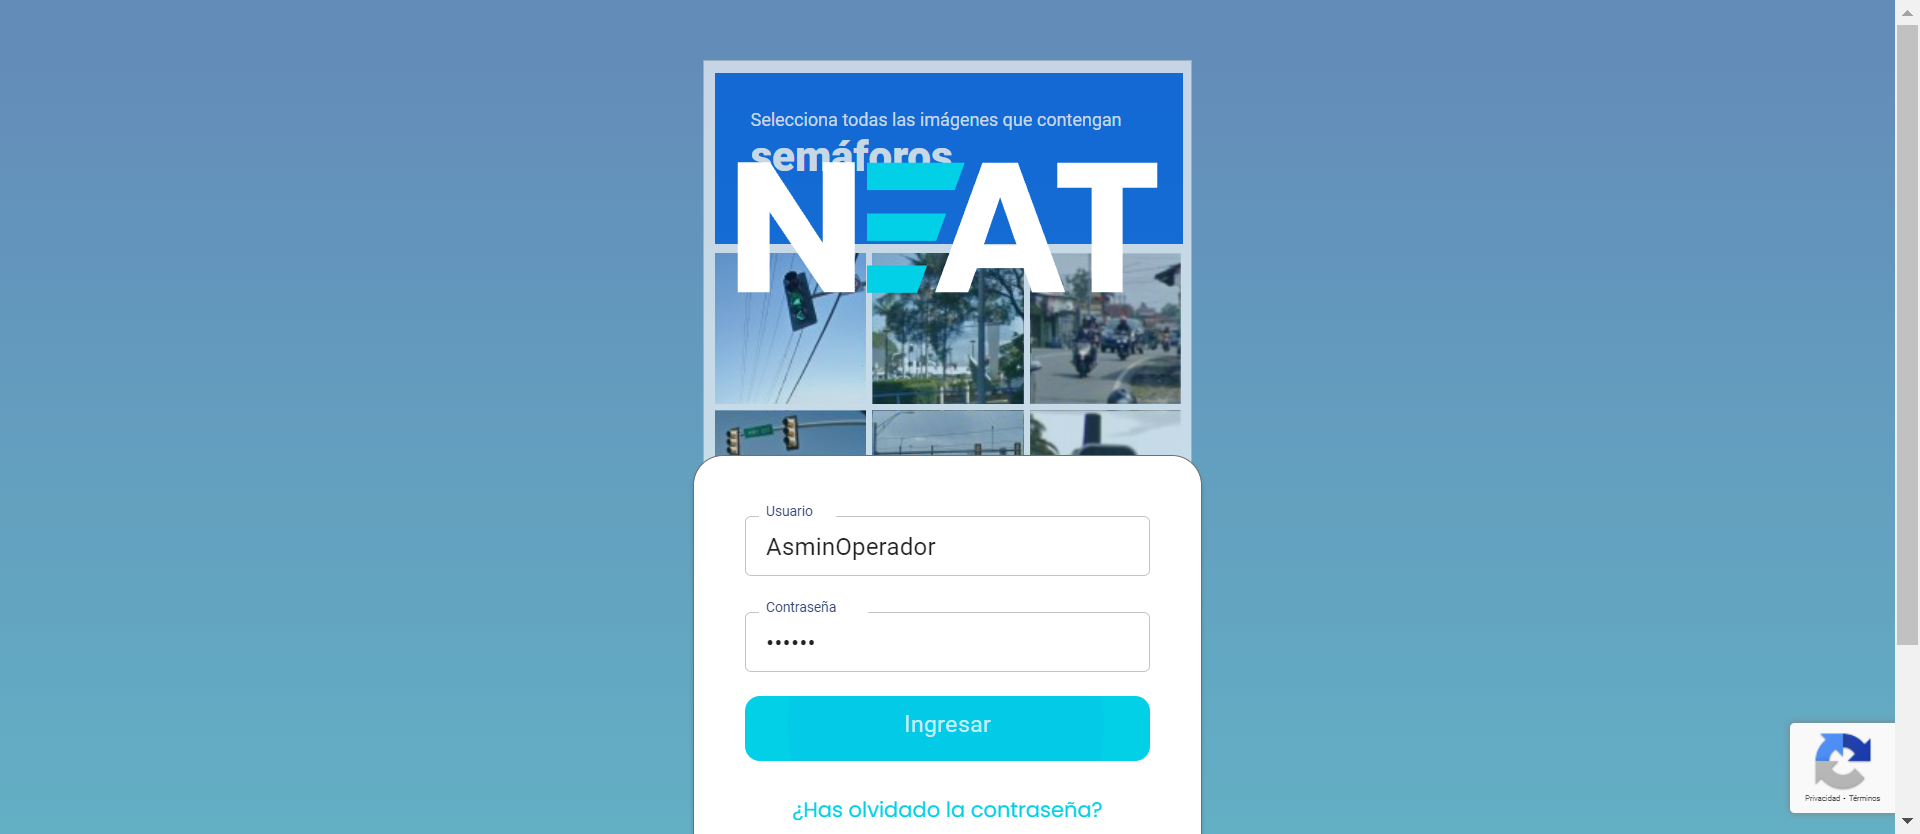 Selecciona todas las imágenes que contengan
semáforos
NEAT
Usuario
AsminOperador
Contraseña
••••••
Ingresar
¿Has olvidado la contraseña?
Privacidad - Términos